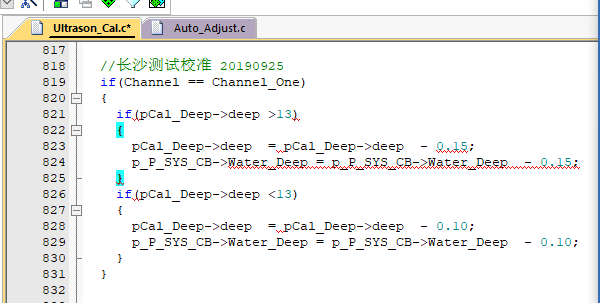 Ultrason_Cal.c* Auto_Adjust.c
817
818 //长沙测试校准 20190925
819 if(Channel == Channel_One)
820 {
821 if(pCal_Deep->deep >13)
822 {
823 pCal_Deep->deep = pCal_Deep->deep - 0.15;
824 p_P_SYS_CB->Water_Deep = p_P_SYS_CB->Water_Deep - 0.15;
825 }
826 if(pCal_Deep->deep <13)
827 {
828 pCal_Deep->deep = pCal_Deep->deep - 0.10;
829 p_P_SYS_CB->Water_Deep = p_P_SYS_CB->Water_Deep - 0.10;
830 }
831 }
832